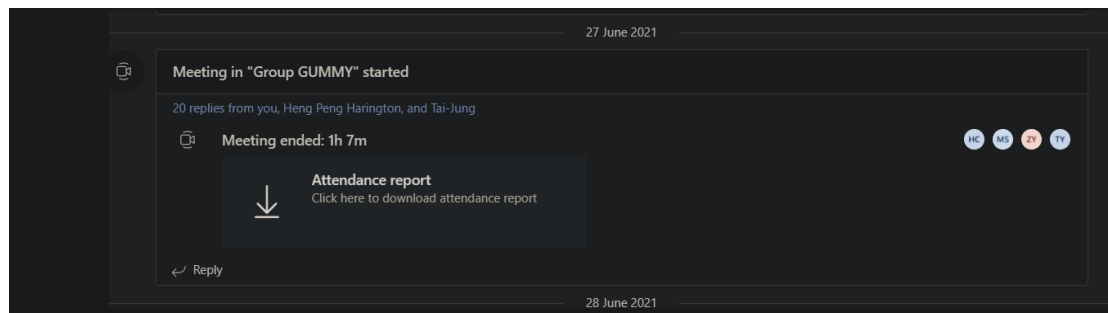 27 June 2021
Meeting in "Group GUMMY" started
20 replies from you, Heng Peng Harington, and Tai-Jung
Meeting ended: 1h 7m
HC MS ZY TY
Attendance report
Click here to download attendance report
Reply
28 June 2021